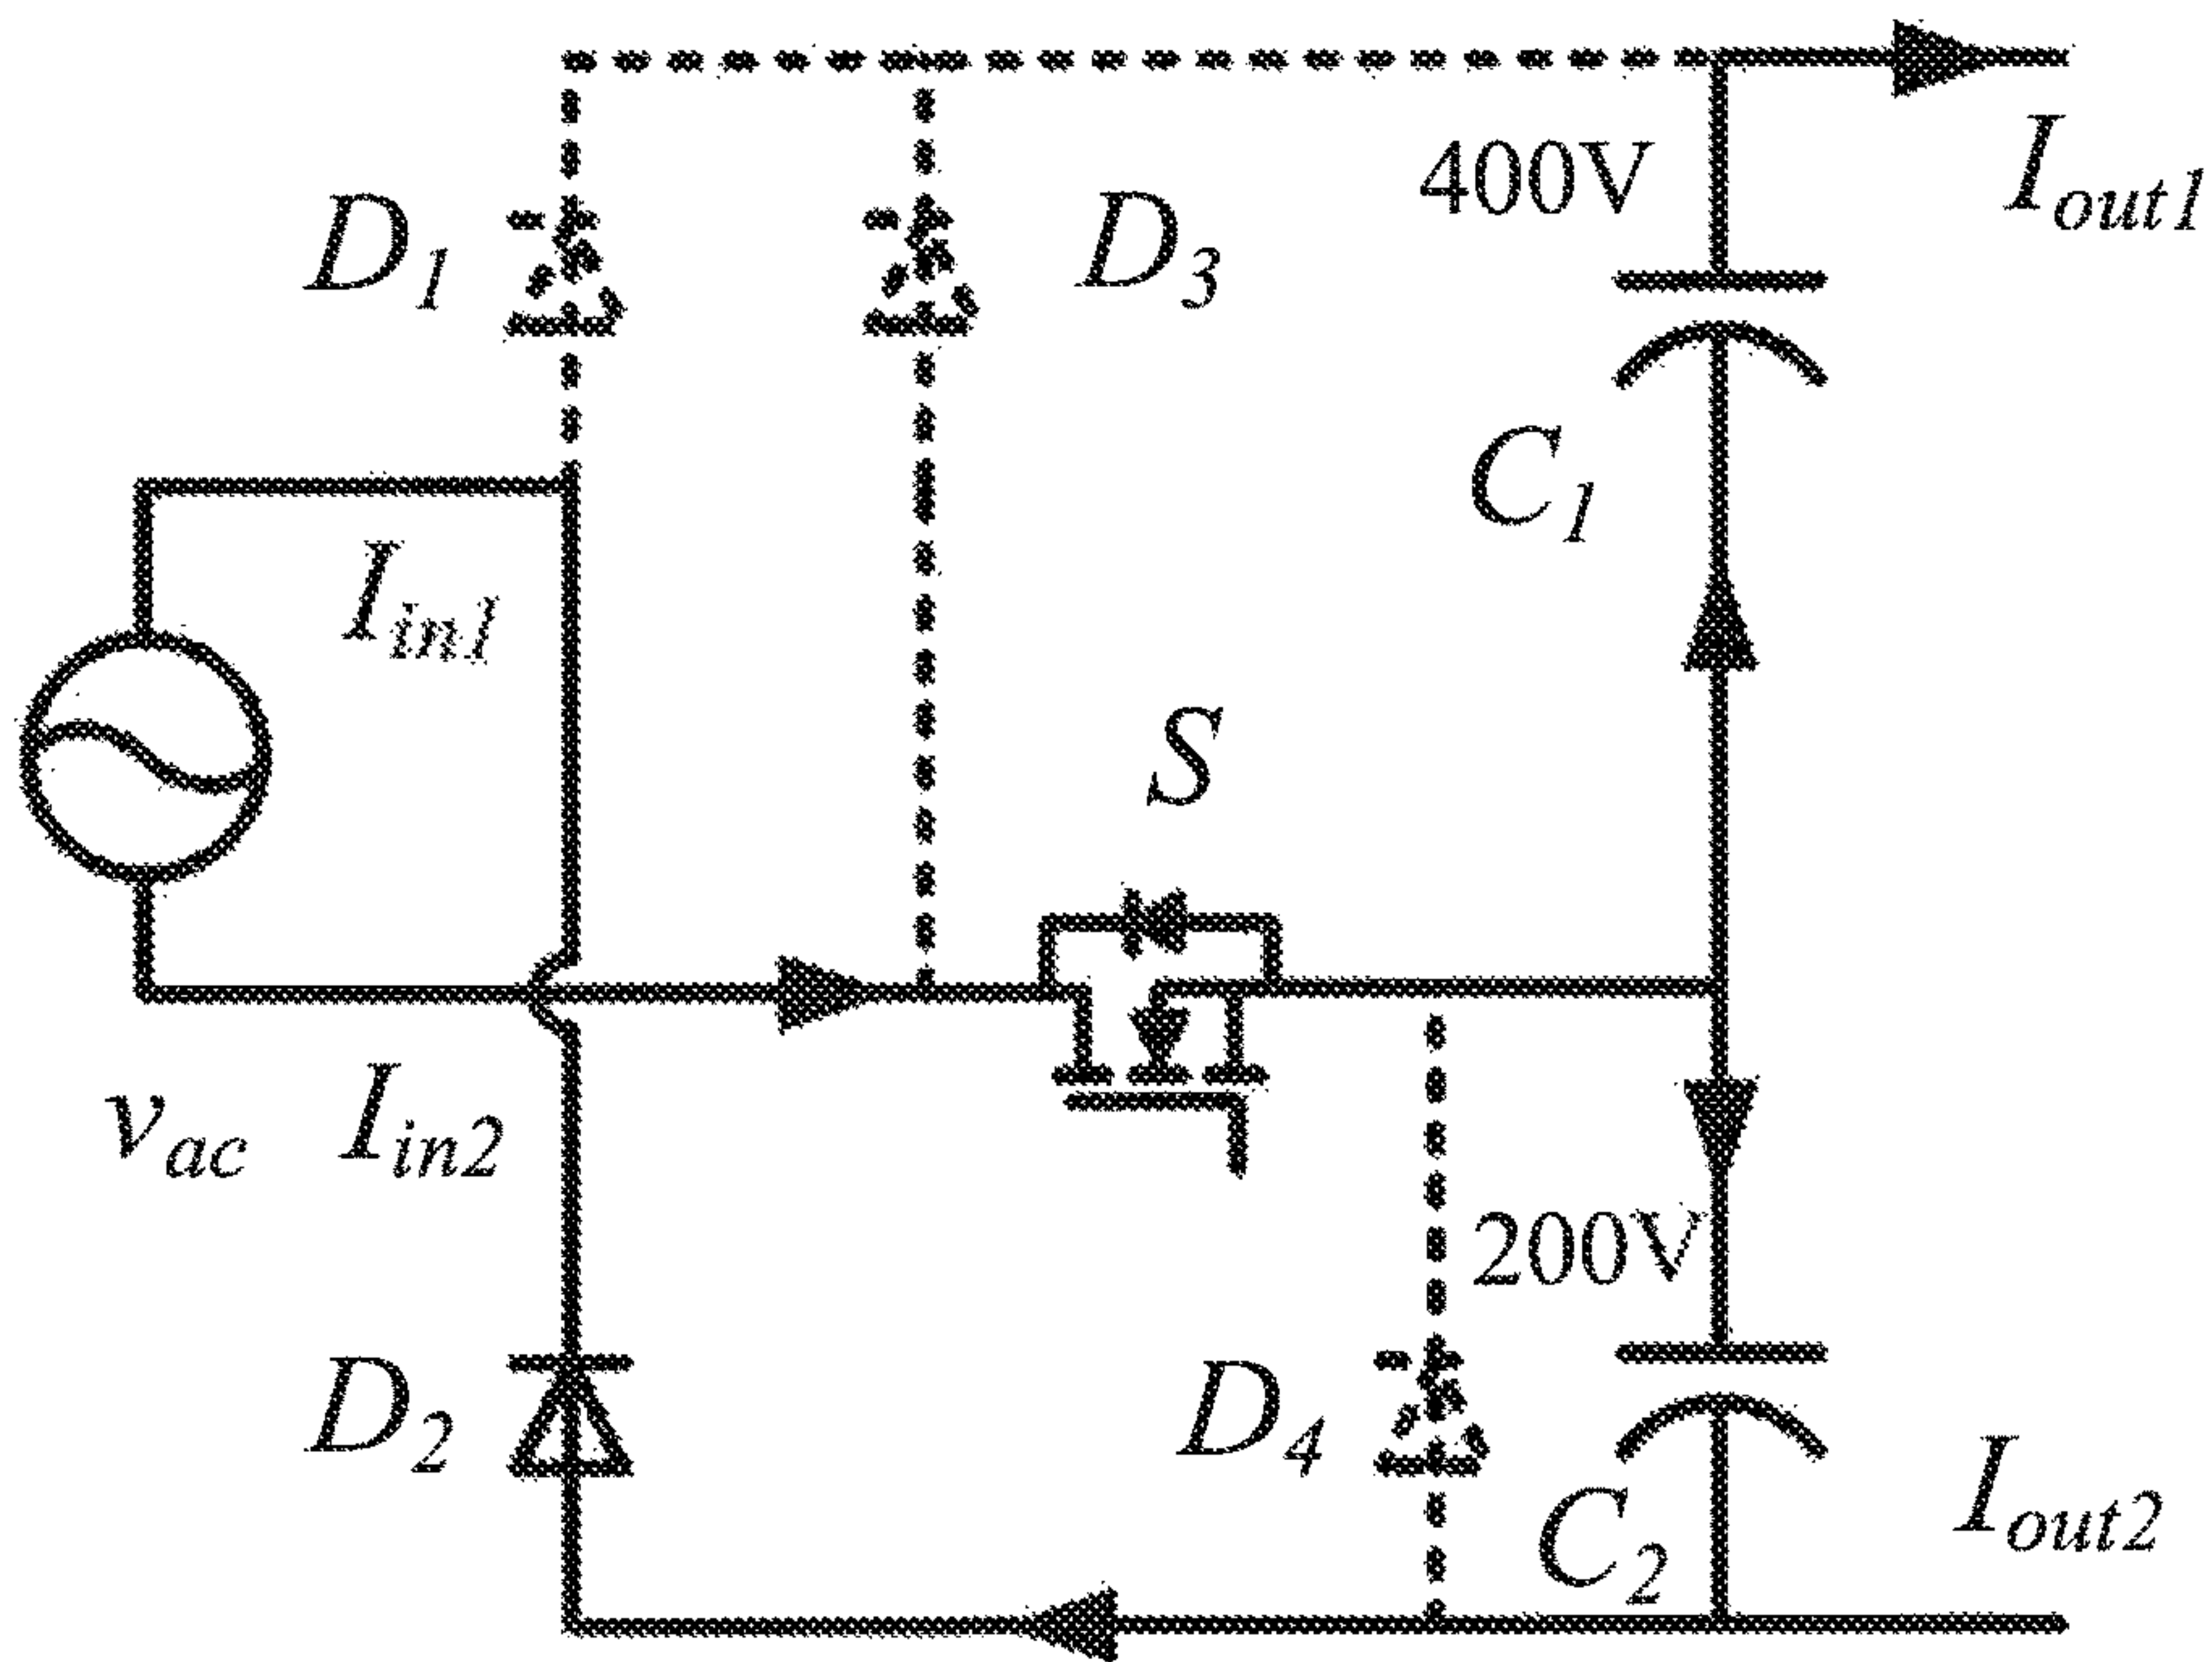 400V
I_out1
D_1
D_3
C_1
I_in1
S
v_ac
I_in2
200V
D_2
D_4
C_2
I_out2